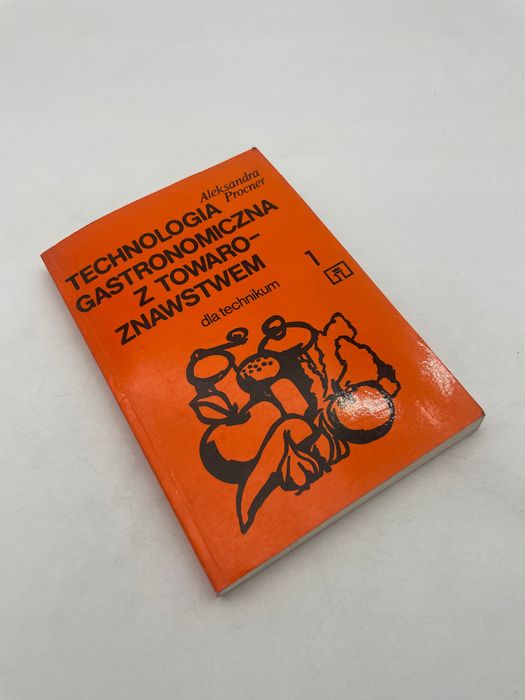 Aleksandra
Procner
TECHNOLOGIA
GASTRONOMICZNA
Z TOWARO-
ZNAWSTWEM
dla technikum
1